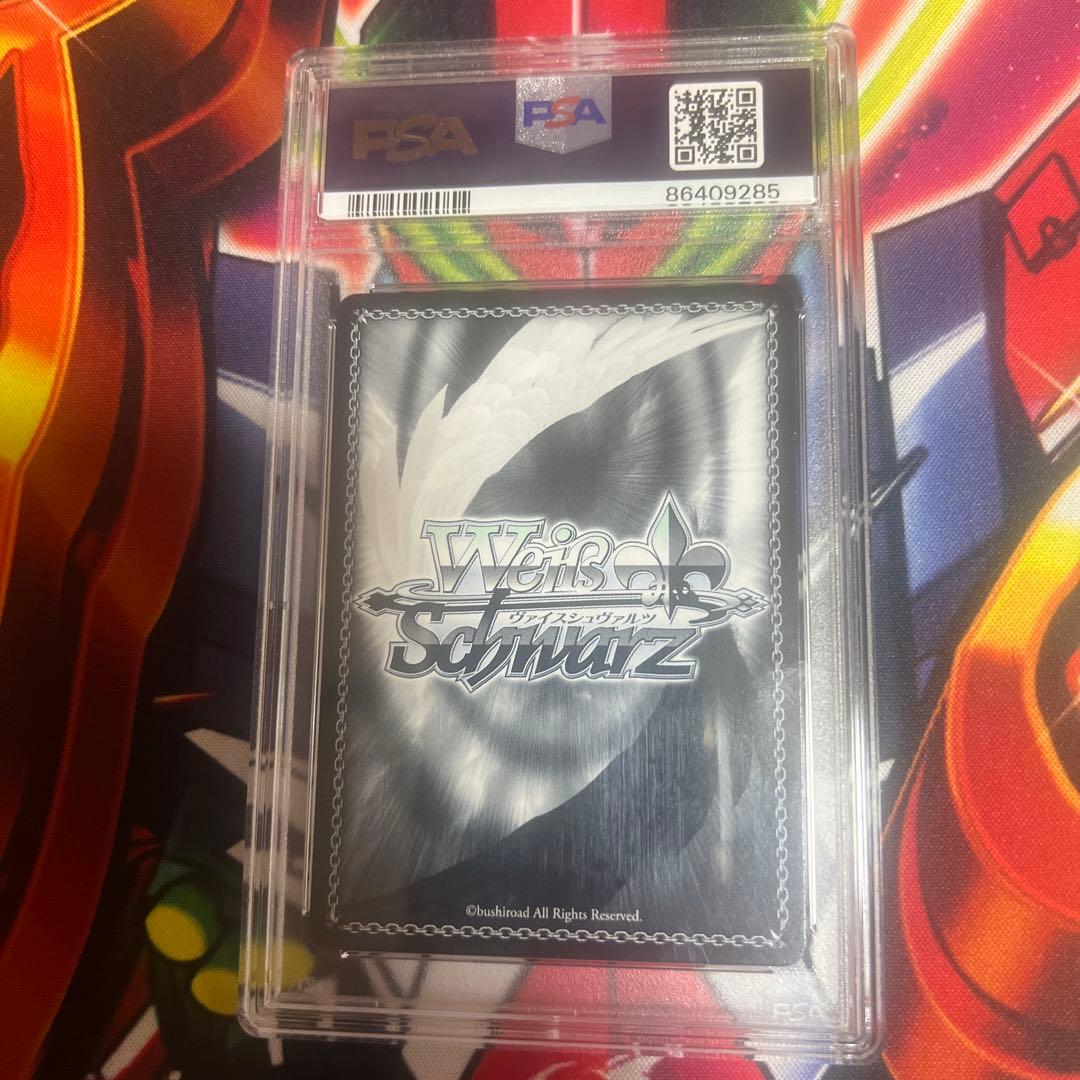 PSA
PSA
86409285
Weiß
ヴァイスシュヴァルツ
Schwarz
©bushiroad All Rights Reserved.
PSA